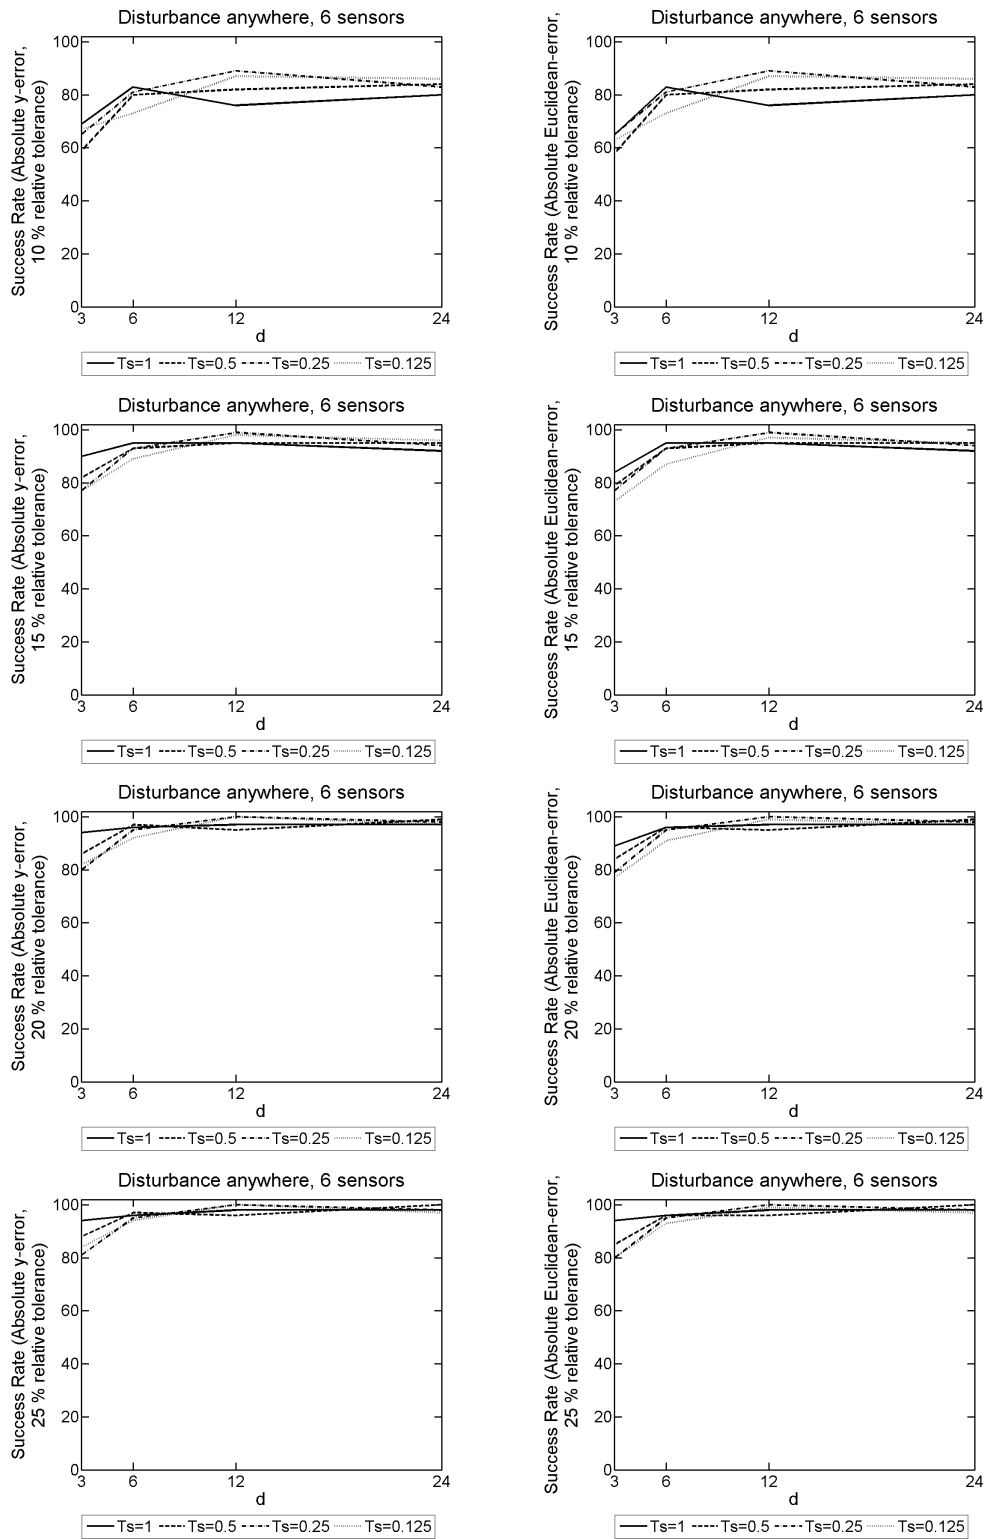 Disturbance anywhere, 6 sensors
Success Rate (Absolute y-error,
10 % relative tolerance)
100
80
60
40
20
0
3 6 12 24
d
Ts=1 Ts=0.5 Ts=0.25 Ts=0.125
Disturbance anywhere, 6 sensors
Success Rate (Absolute Euclidean-error,
10 % relative tolerance)
100
80
60
40
20
0
3 6 12 24
d
Ts=1 Ts=0.5 Ts=0.25 Ts=0.125
Disturbance anywhere, 6 sensors
Success Rate (Absolute y-error,
15 % relative tolerance)
100
80
60
40
20
0
3 6 12 24
d
Ts=1 Ts=0.5 Ts=0.25 Ts=0.125
Disturbance anywhere, 6 sensors
Success Rate (Absolute Euclidean-error,
15 % relative tolerance)
100
80
60
40
20
0
3 6 12 24
d
Ts=1 Ts=0.5 Ts=0.25 Ts=0.125
Disturbance anywhere, 6 sensors
Success Rate (Absolute y-error,
20 % relative tolerance)
100
80
60
40
20
0
3 6 12 24
d
Ts=1 Ts=0.5 Ts=0.25 Ts=0.125
Disturbance anywhere, 6 sensors
Success Rate (Absolute Euclidean-error,
20 % relative tolerance)
100
80
60
40
20
0
3 6 12 24
d
Ts=1 Ts=0.5 Ts=0.25 Ts=0.125
Disturbance anywhere, 6 sensors
Success Rate (Absolute y-error,
25 % relative tolerance)
100
80
60
40
20
0
3 6 12 24
d
Ts=1 Ts=0.5 Ts=0.25 Ts=0.125
Disturbance anywhere, 6 sensors
Success Rate (Absolute Euclidean-error,
25 % relative tolerance)
100
80
60
40
20
0
3 6 12 24
d
Ts=1 Ts=0.5 Ts=0.25 Ts=0.125